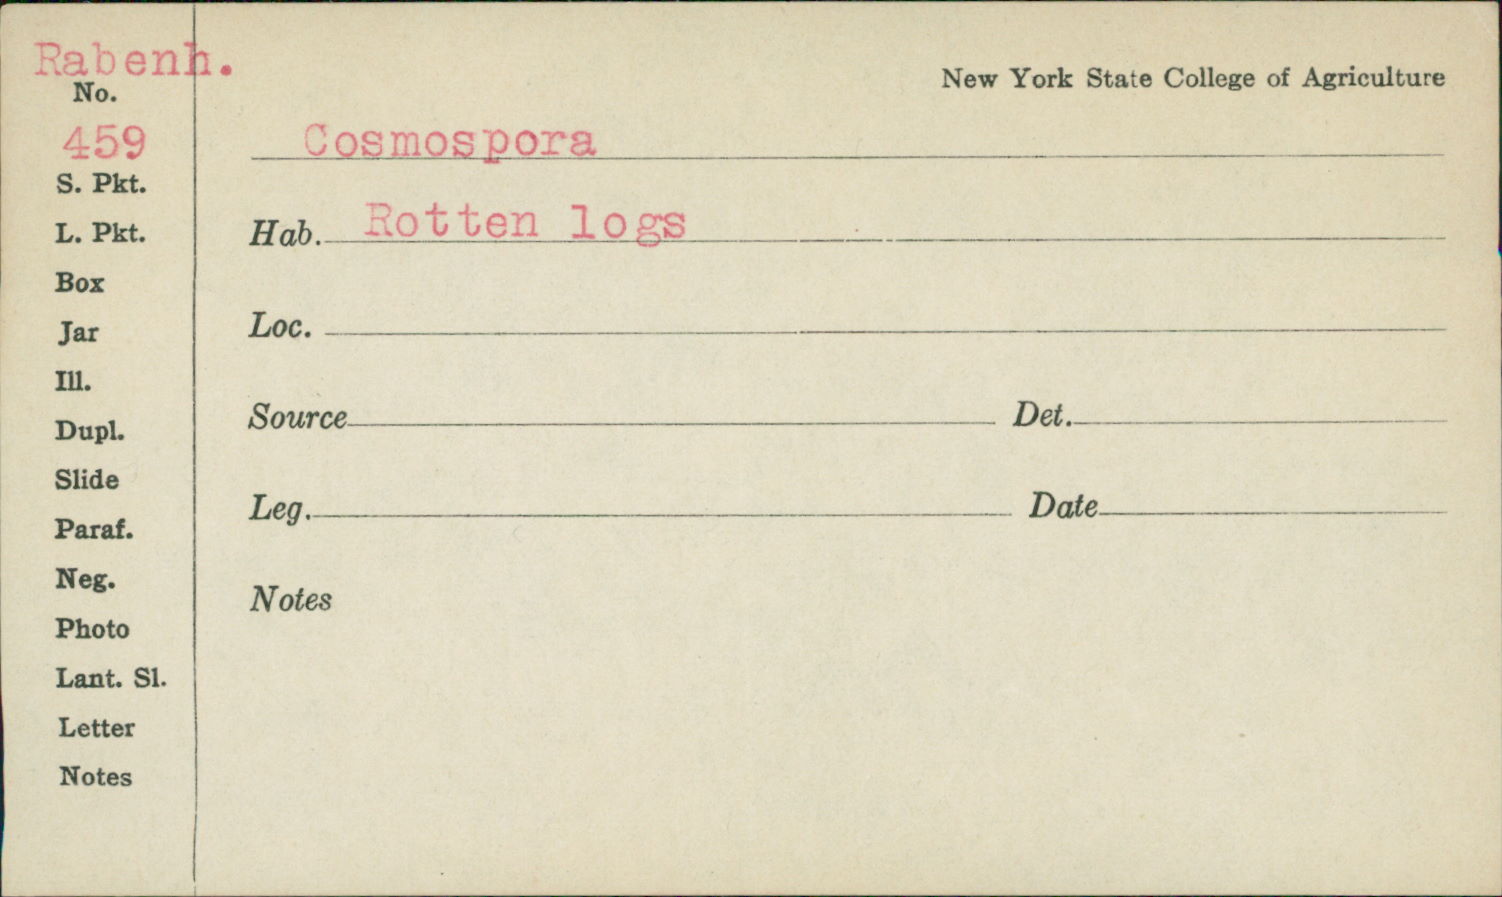 Rabenh.
No.
459
S. Pkt.
L. Pkt.
Box
Jar
Ill.
Dupl.
Slide
Paraf.
Neg.
Photo
Lant. Sl.
Letter
Notes
New York State College of Agriculture
Cosmospora
Hab. Rotten logs
Loc.
Source Det.
Leg. Date
Notes